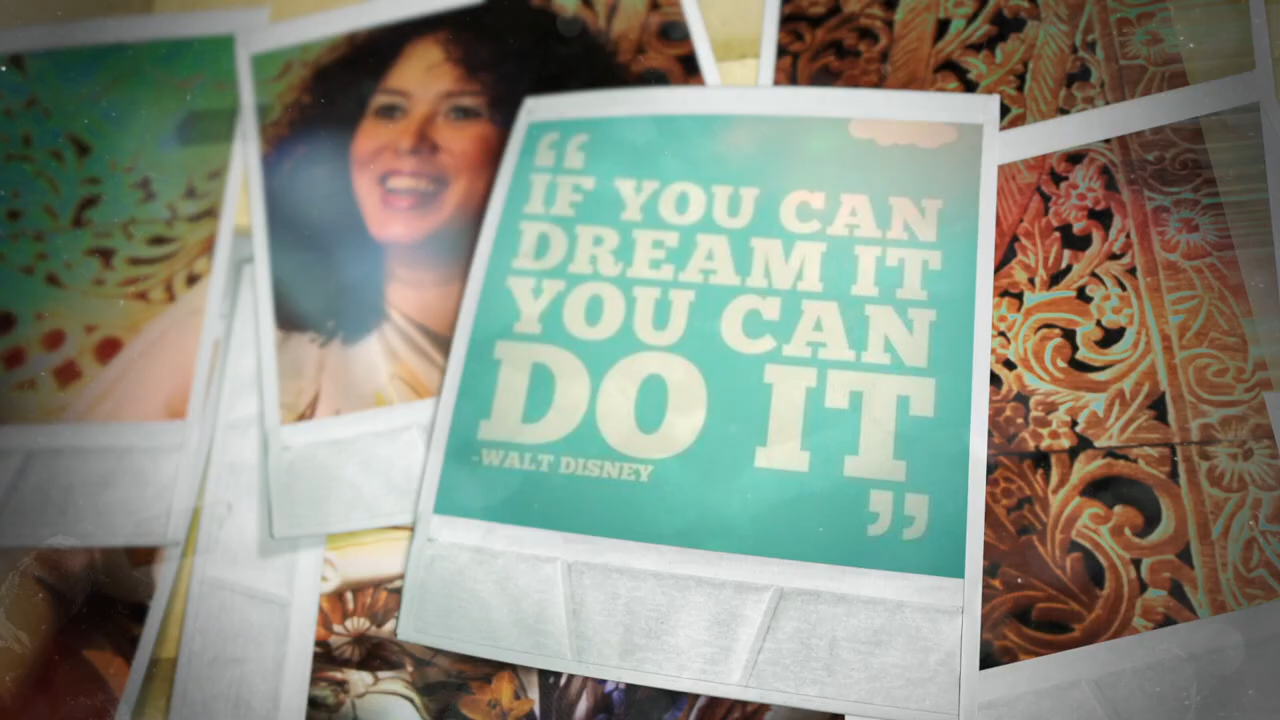 “
IF YOU CAN
DREAM IT
YOU CAN
DO IT
-WALT DISNEY
”